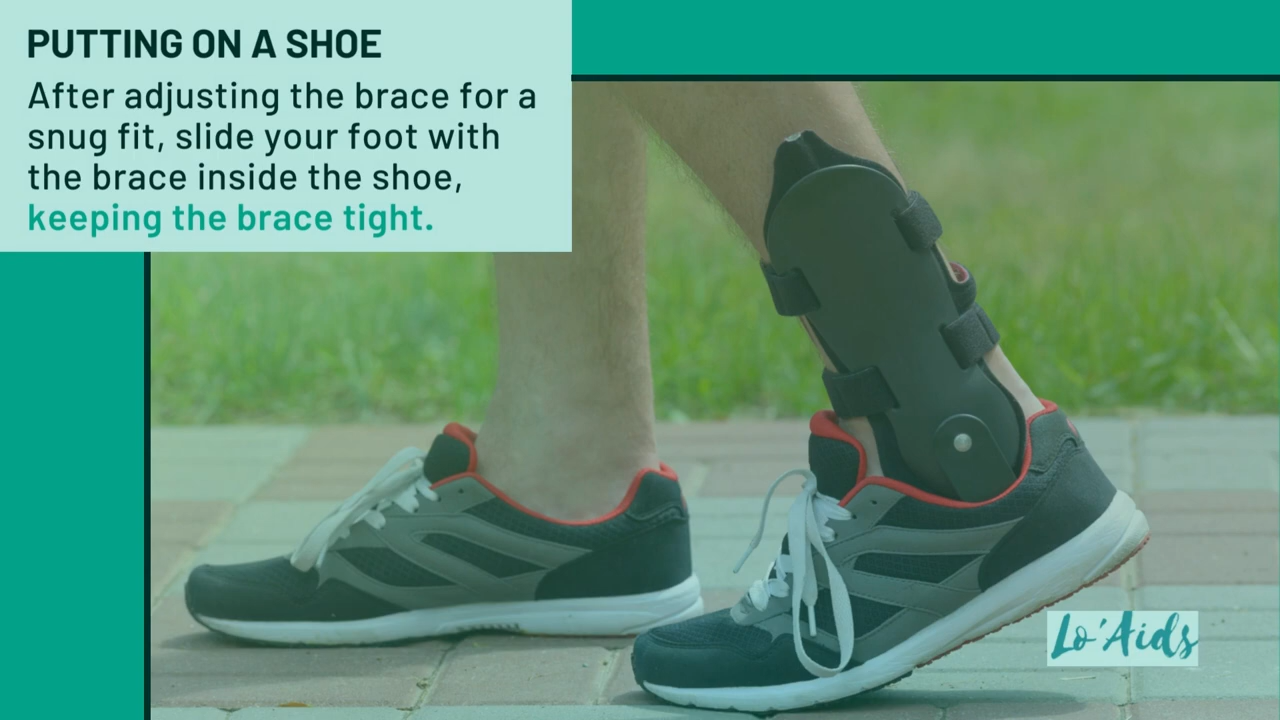 PUTTING ON A SHOE
After adjusting the brace for a
snug fit, slide your foot with
the brace inside the shoe,
keeping the brace tight.
Lo'Aids